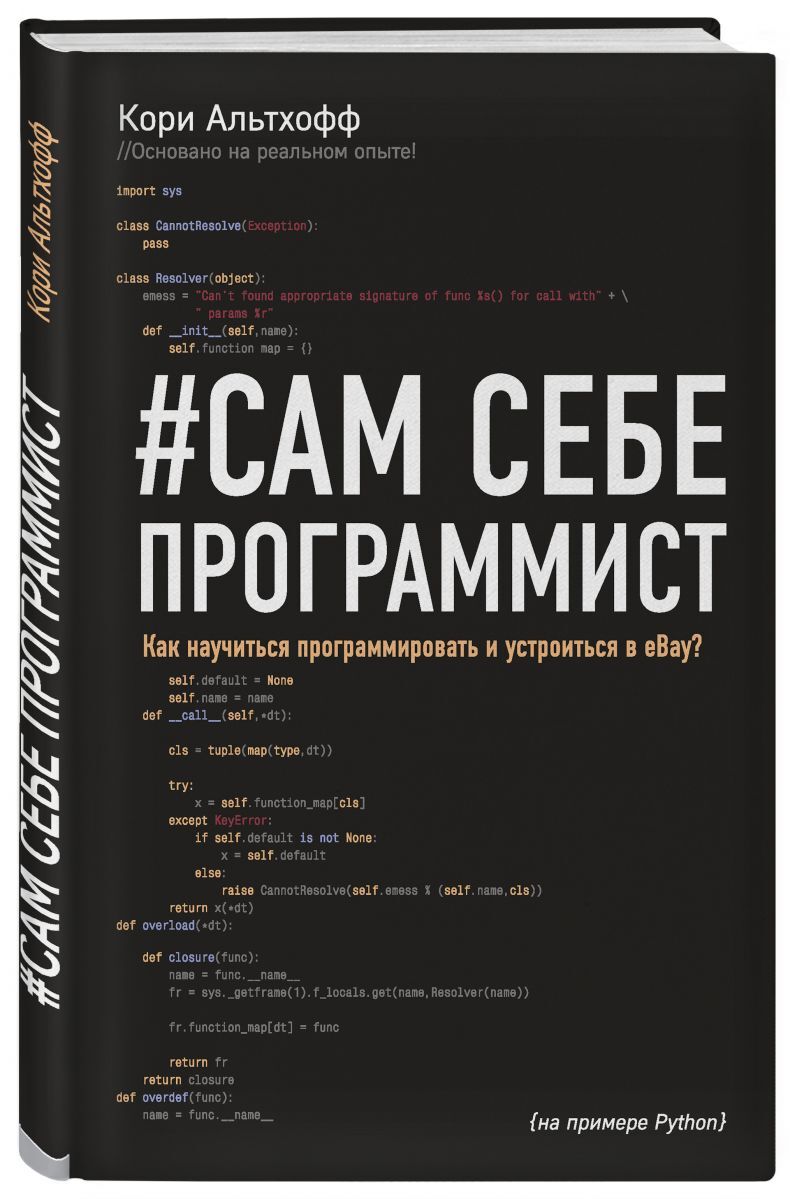 Кори Альтхофф
#САМ СЕБЕ ПРОГРАММИСТ
Кори Альтхофф
//Основано на реальном опыте!
import sys
class CannotResolve(Exception):
pass
class Resolver(object):
emess = "Can't found appropriate signature of func %s() for call with" + \
" params %r"
def __init__(self,name):
self.function map = {}
#САМ СЕБЕ
ПРОГРАММИСТ
Как научиться программировать и устроиться в eBay?
self.default = None
self.name = name
def __call__(self,*dt):
cls = tuple(map(type,dt))
try:
x = self.function_map[cls]
except KeyError:
if self.default is not None:
x = self.default
else:
raise CannotResolve(self.emess % (self.name,cls))
return x(*dt)
def overload(*dt):
def closure(func):
name = func.__name__
fr = sys._getframe(1).f_locals.get(name,Resolver(name))
fr.function_map[dt] = func
return fr
return closure
def overdef(func):
name = func.__name__
{на примере Python}